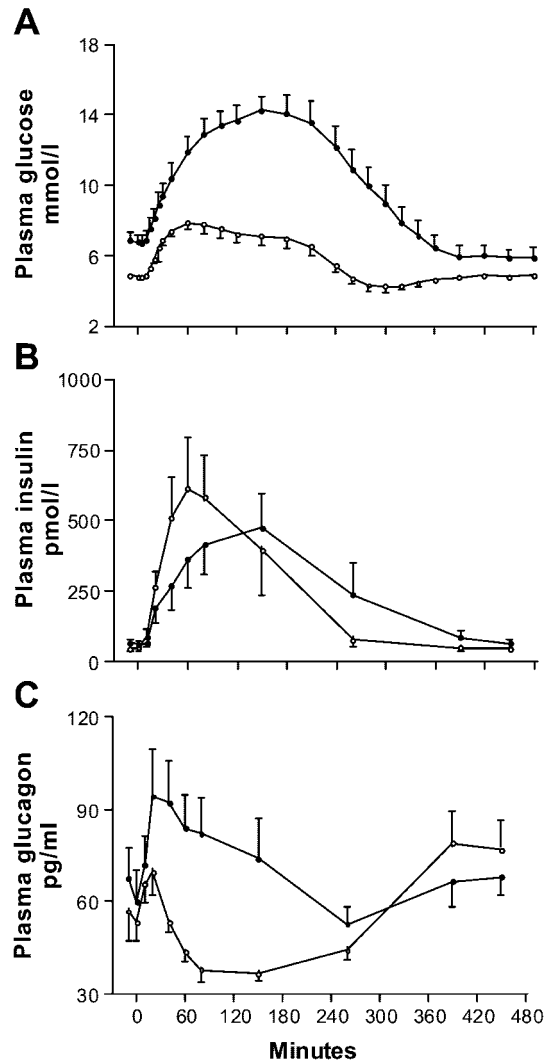 A
Plasma glucose
mmol/l
18
14
10
6
2
B
Plasma insulin
pmol/l
1000
750
500
250
0
C
Plasma glucagon
pg/ml
120
90
60
30
0 60 120 180 240 300 360 420 480
Minutes